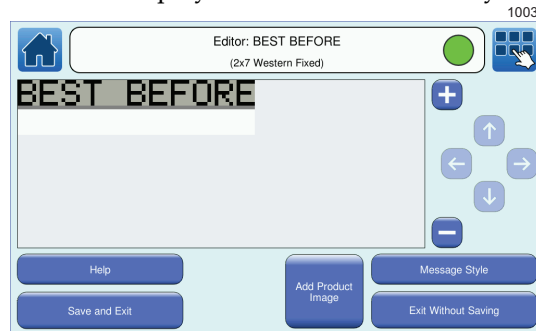 1003
Editor: BEST BEFORE
(2x7 Western Fixed)
BEST BEFORE
Help
Save and Exit
Add Product
Image
Message Style
Exit Without Saving